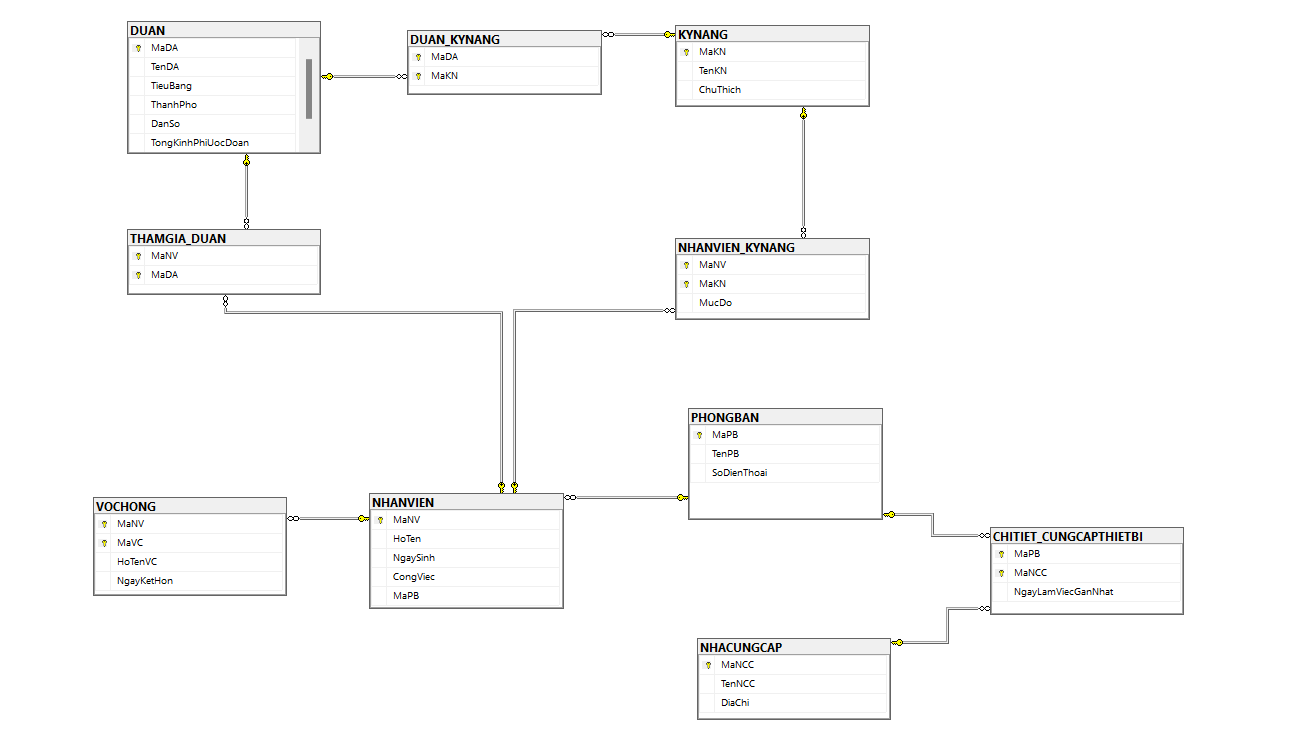 DUAN
MaDA
TenDA
TieuBang
ThanhPho
DanSo
TongKinhPhiUocDoan
DUAN_KYNANG
MaDA
MaKN
KYNANG
MaKN
TenKN
ChuThich
THAMGIA_DUAN
MaNV
MaDA
NHANVIEN_KYNANG
MaNV
MaKN
MucDo
PHONGBAN
MaPB
TenPB
SoDienThoai
VOCHONG
MaNV
MaVC
HoTenVC
NgayKetHon
NHANVIEN
MaNV
HoTen
NgaySinh
CongViec
MaPB
CHITIET_CUNGCAPTHIETBI
MaPB
MaNCC
NgayLamViecGanNhat
NHACUNGCAP
MaNCC
TenNCC
DiaChi